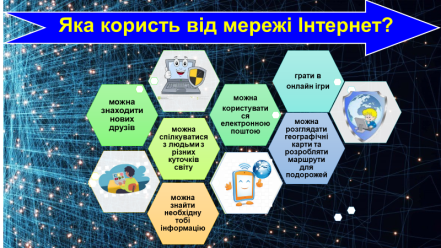 Яка користь від мережі Інтернет?
можна
знаходити
нових
друзів
можна
спілкуватися
з людьми з
різних
куточків
світу
можна
знайти
необхідну
тобі
інформацію
можна
користувати
ся
електронною
поштою
грати в
онлайн ігри
можна
розглядати
географічні
карти та
розробляти
маршрути
для
подорожей